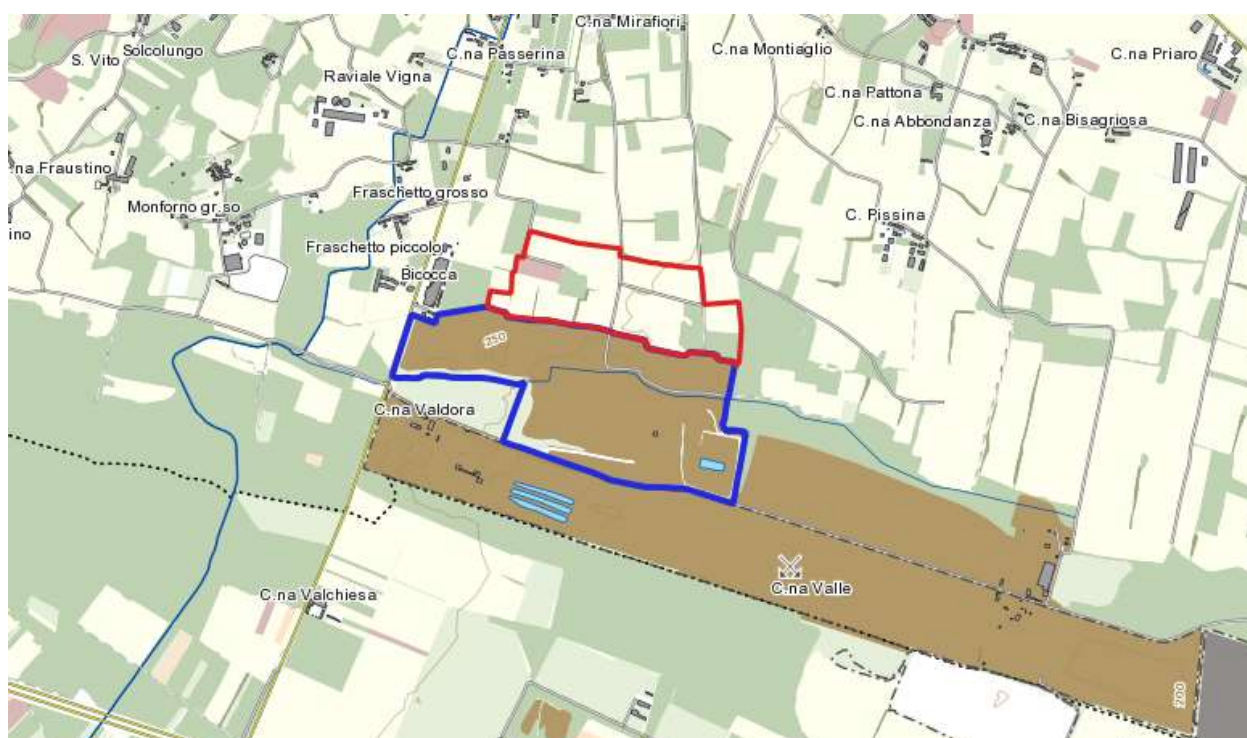 C.na Mirafiori
Solcolungo
S. Vito
C.na Passerina
C.na Montiaglio
C.na Priaro
Raviale Vigna
C.na Pattona
C.na Abbondanza
C.na Bisagriosa
.na Fraustino
Fraschetto grosso
Monforno gr.so
C. Pissina
ino
Fraschetto piccolo
Bicocca
250
C.na Valdora
C.na Valle
C.na Valchiesa
200